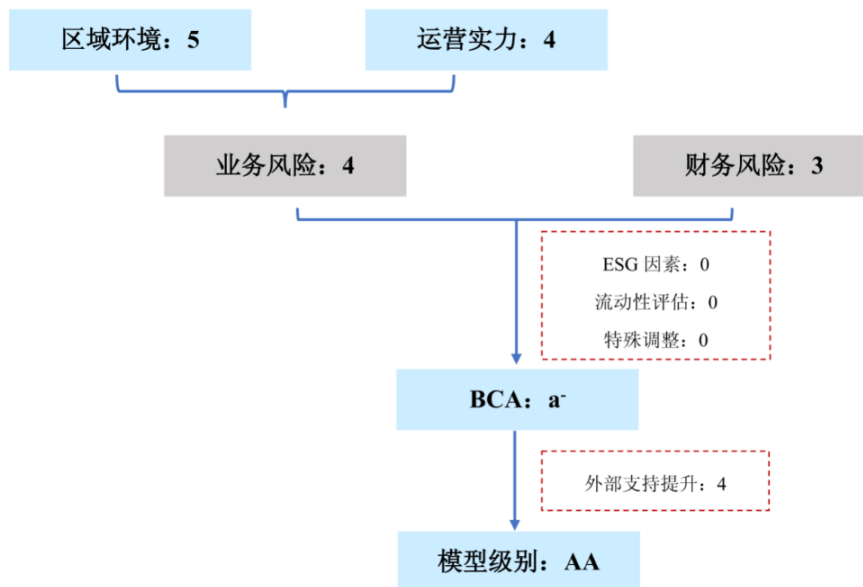 区域环境：5
运营实力：4
业务风险：4
财务风险：3
ESG 因素：0
流动性评估：0
特殊调整：0
BCA：a-
外部支持提升：4
模型级别：AA